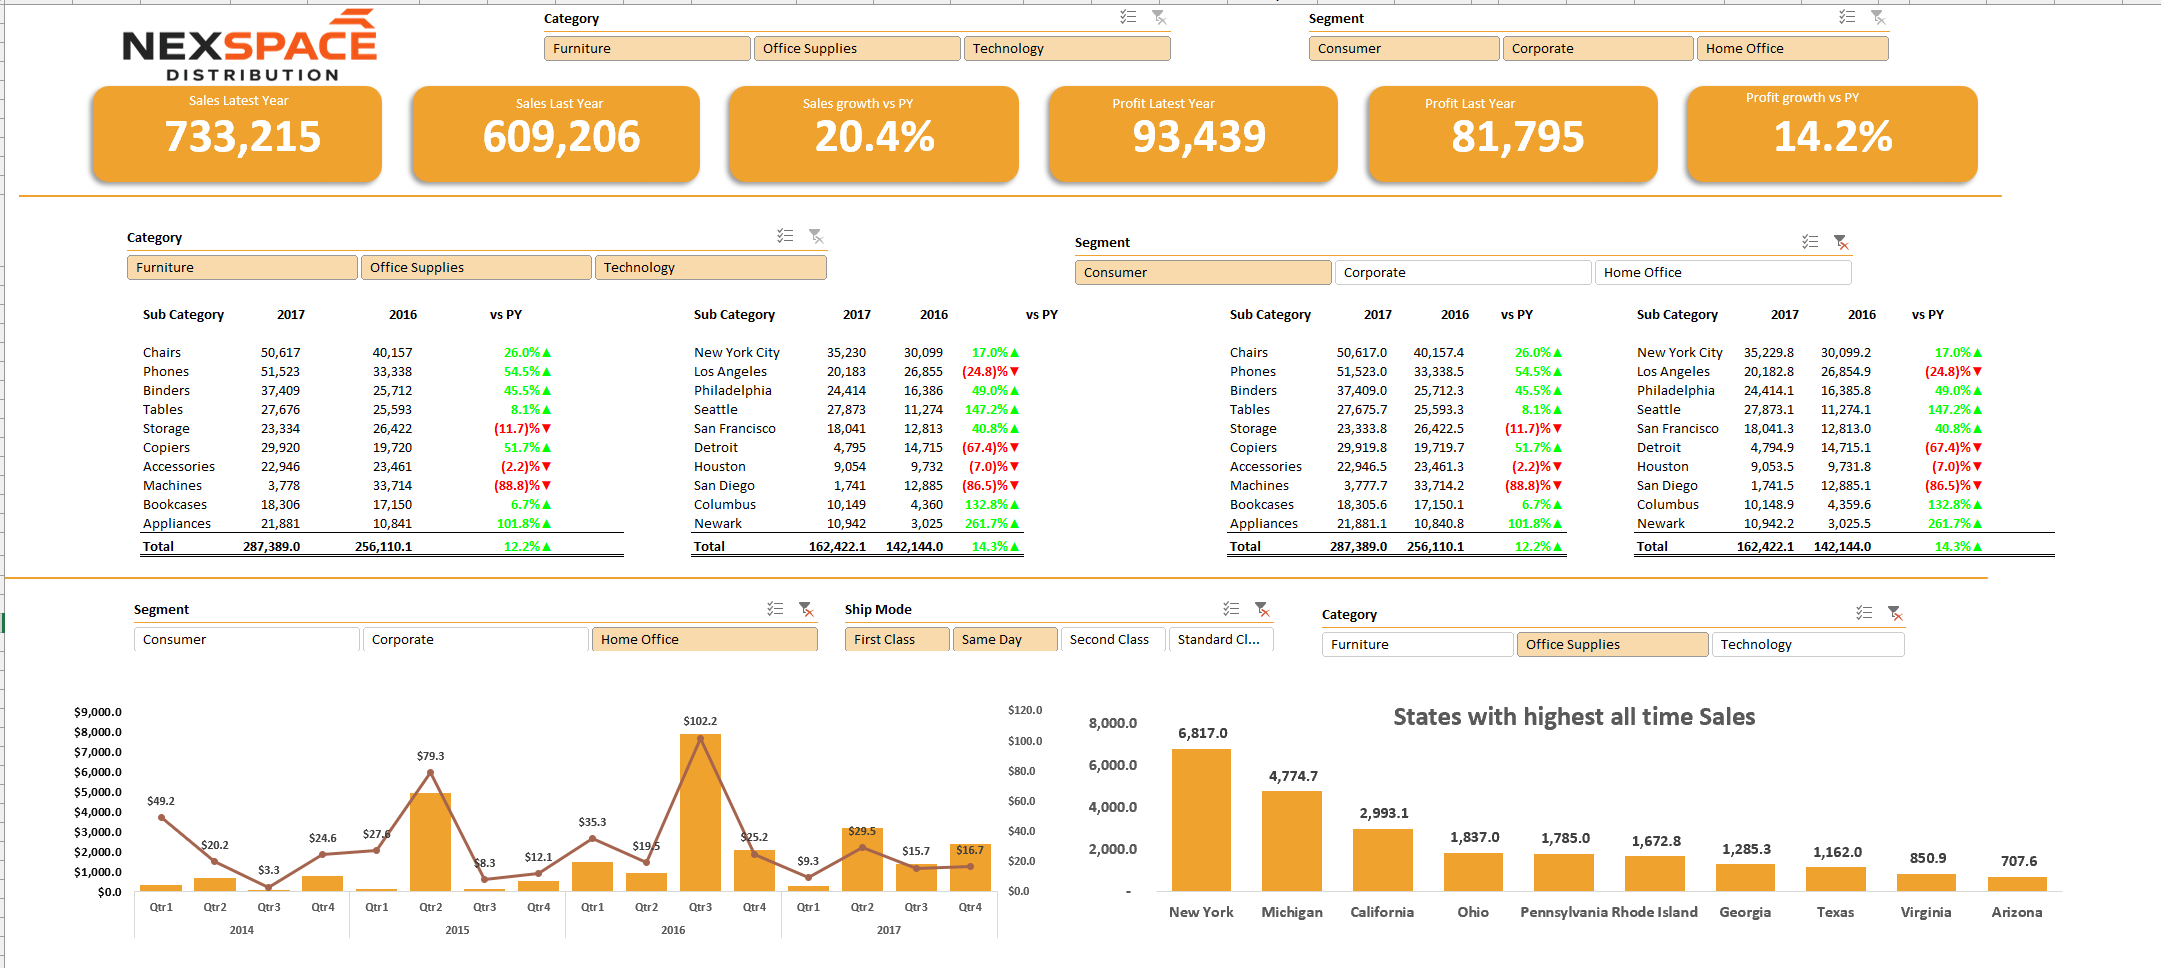 NEXSPACE
DISTRIBUTION
Category
Furniture Office Supplies Technology
Segment
Consumer Corporate Home Office
Sales Latest Year
733,215
Sales Last Year
609,206
Sales growth vs PY
20.4%
Profit Latest Year
93,439
Profit Last Year
81,795
Profit growth vs PY
14.2%
Category
Furniture Office Supplies Technology
Segment
Consumer Corporate Home Office
Sub Category 2017 2016 vs PY
Chairs 50,617 40,157 26.0%▲
Phones 51,523 33,338 54.5%▲
Binders 37,409 25,712 45.5%▲
Tables 27,676 25,593 8.1%▲
Storage 23,334 26,422 (11.7)%▼
Copiers 29,920 19,720 51.7%▲
Accessories 22,946 23,461 (2.2)%▼
Machines 3,778 33,714 (88.8)%▼
Bookcases 18,306 17,150 6.7%▲
Appliances 21,881 10,841 101.8%▲
Total 287,389.0 256,110.1 12.2%▲
Sub Category 2017 2016 vs PY
New York City 35,230 30,099 17.0%▲
Los Angeles 20,183 26,855 (24.8)%▼
Philadelphia 24,414 16,386 49.0%▲
Seattle 27,873 11,274 147.2%▲
San Francisco 18,041 12,813 40.8%▲
Detroit 4,795 14,715 (67.4)%▼
Houston 9,054 9,732 (7.0)%▼
San Diego 1,741 12,885 (86.5)%▼
Columbus 10,149 4,360 132.8%▲
Newark 10,942 3,025 261.7%▲
Total 162,422.1 142,144.0 14.3%▲
Sub Category 2017 2016 vs PY
Chairs 50,617.0 40,157.4 26.0%▲
Phones 51,523.0 33,338.5 54.5%▲
Binders 37,409.0 25,712.3 45.5%▲
Tables 27,675.7 25,593.3 8.1%▲
Storage 23,333.8 26,422.5 (11.7)%▼
Copiers 29,919.8 19,719.7 51.7%▲
Accessories 22,946.5 23,461.3 (2.2)%▼
Machines 3,777.7 33,714.2 (88.8)%▼
Bookcases 18,305.6 17,150.1 6.7%▲
Appliances 21,881.1 10,840.8 101.8%▲
Total 287,389.0 256,110.1 12.2%▲
Sub Category 2017 2016 vs PY
New York City 35,229.8 30,099.2 17.0%▲
Los Angeles 20,182.8 26,854.9 (24.8)%▼
Philadelphia 24,414.1 16,385.8 49.0%▲
Seattle 27,873.1 11,274.1 147.2%▲
San Francisco 18,041.3 12,813.0 40.8%▲
Detroit 4,794.9 14,715.1 (67.4)%▼
Houston 9,053.5 9,731.8 (7.0)%▼
San Diego 1,741.5 12,885.1 (86.5)%▼
Columbus 10,148.9 4,359.6 132.8%▲
Newark 10,942.2 3,025.5 261.7%▲
Total 162,422.1 142,144.0 14.3%▲
Segment
Consumer Corporate Home Office
Ship Mode
First Class Same Day Second Class Standard Cl...
Category
Furniture Office Supplies Technology
$9,000.0
$8,000.0
$7,000.0
$6,000.0
$5,000.0
$4,000.0
$3,000.0
$2,000.0
$1,000.0
$0.0
$49.2 $20.2 $3.3 $24.6 $27.6 $79.3 $8.3 $12.1 $35.3 $19.5 $102.2 $25.2 $9.3 $29.5 $15.7 $16.7
$120.0
$100.0
$80.0
$60.0
$40.0
$20.0
$0.0
Qtr1 Qtr2 Qtr3 Qtr4 Qtr1 Qtr2 Qtr3 Qtr4 Qtr1 Qtr2 Qtr3 Qtr4 Qtr1 Qtr2 Qtr3 Qtr4
2014 2015 2016 2017
States with highest all time Sales
8,000.0
6,000.0
4,000.0
2,000.0
-
6,817.0 4,774.7 2,993.1 1,837.0 1,785.0 1,672.8 1,285.3 1,162.0 850.9 707.6
New York Michigan California Ohio Pennsylvania Rhode Island Georgia Texas Virginia Arizona